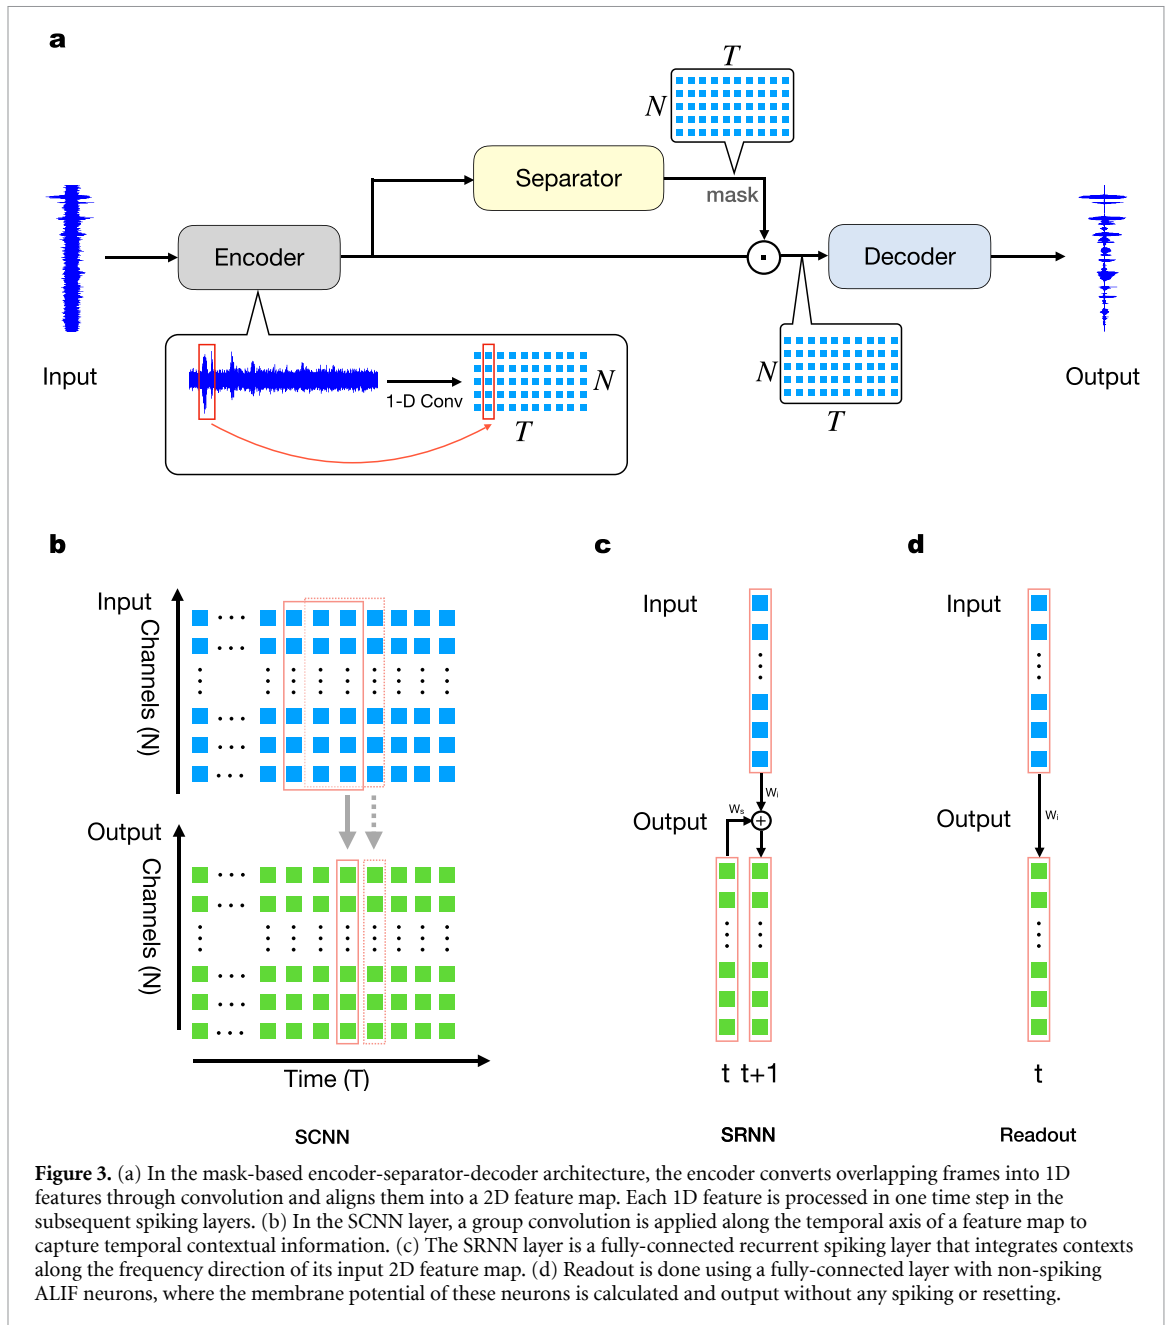 a
T
N
Separator
mask
Encoder
Decoder
Input
1-D Conv
N
T
N
T
Output
b
c
d
Input
Channels (N)
Output
Channels (N)
Time (T)
SCNN
Input
Wi
Ws
Output
t t+1
SRNN
Input
Output
Wi
t
Readout
Figure 3. (a) In the mask-based encoder-separator-decoder architecture, the encoder converts overlapping frames into 1D
features through convolution and aligns them into a 2D feature map. Each 1D feature is processed in one time step in the
subsequent spiking layers. (b) In the SCNN layer, a group convolution is applied along the temporal axis of a feature map to
capture temporal contextual information. (c) The SRNN layer is a fully-connected recurrent spiking layer that integrates contexts
along the frequency direction of its input 2D feature map. (d) Readout is done using a fully-connected layer with non-spiking
ALIF neurons, where the membrane potential of these neurons is calculated and output without any spiking or resetting.